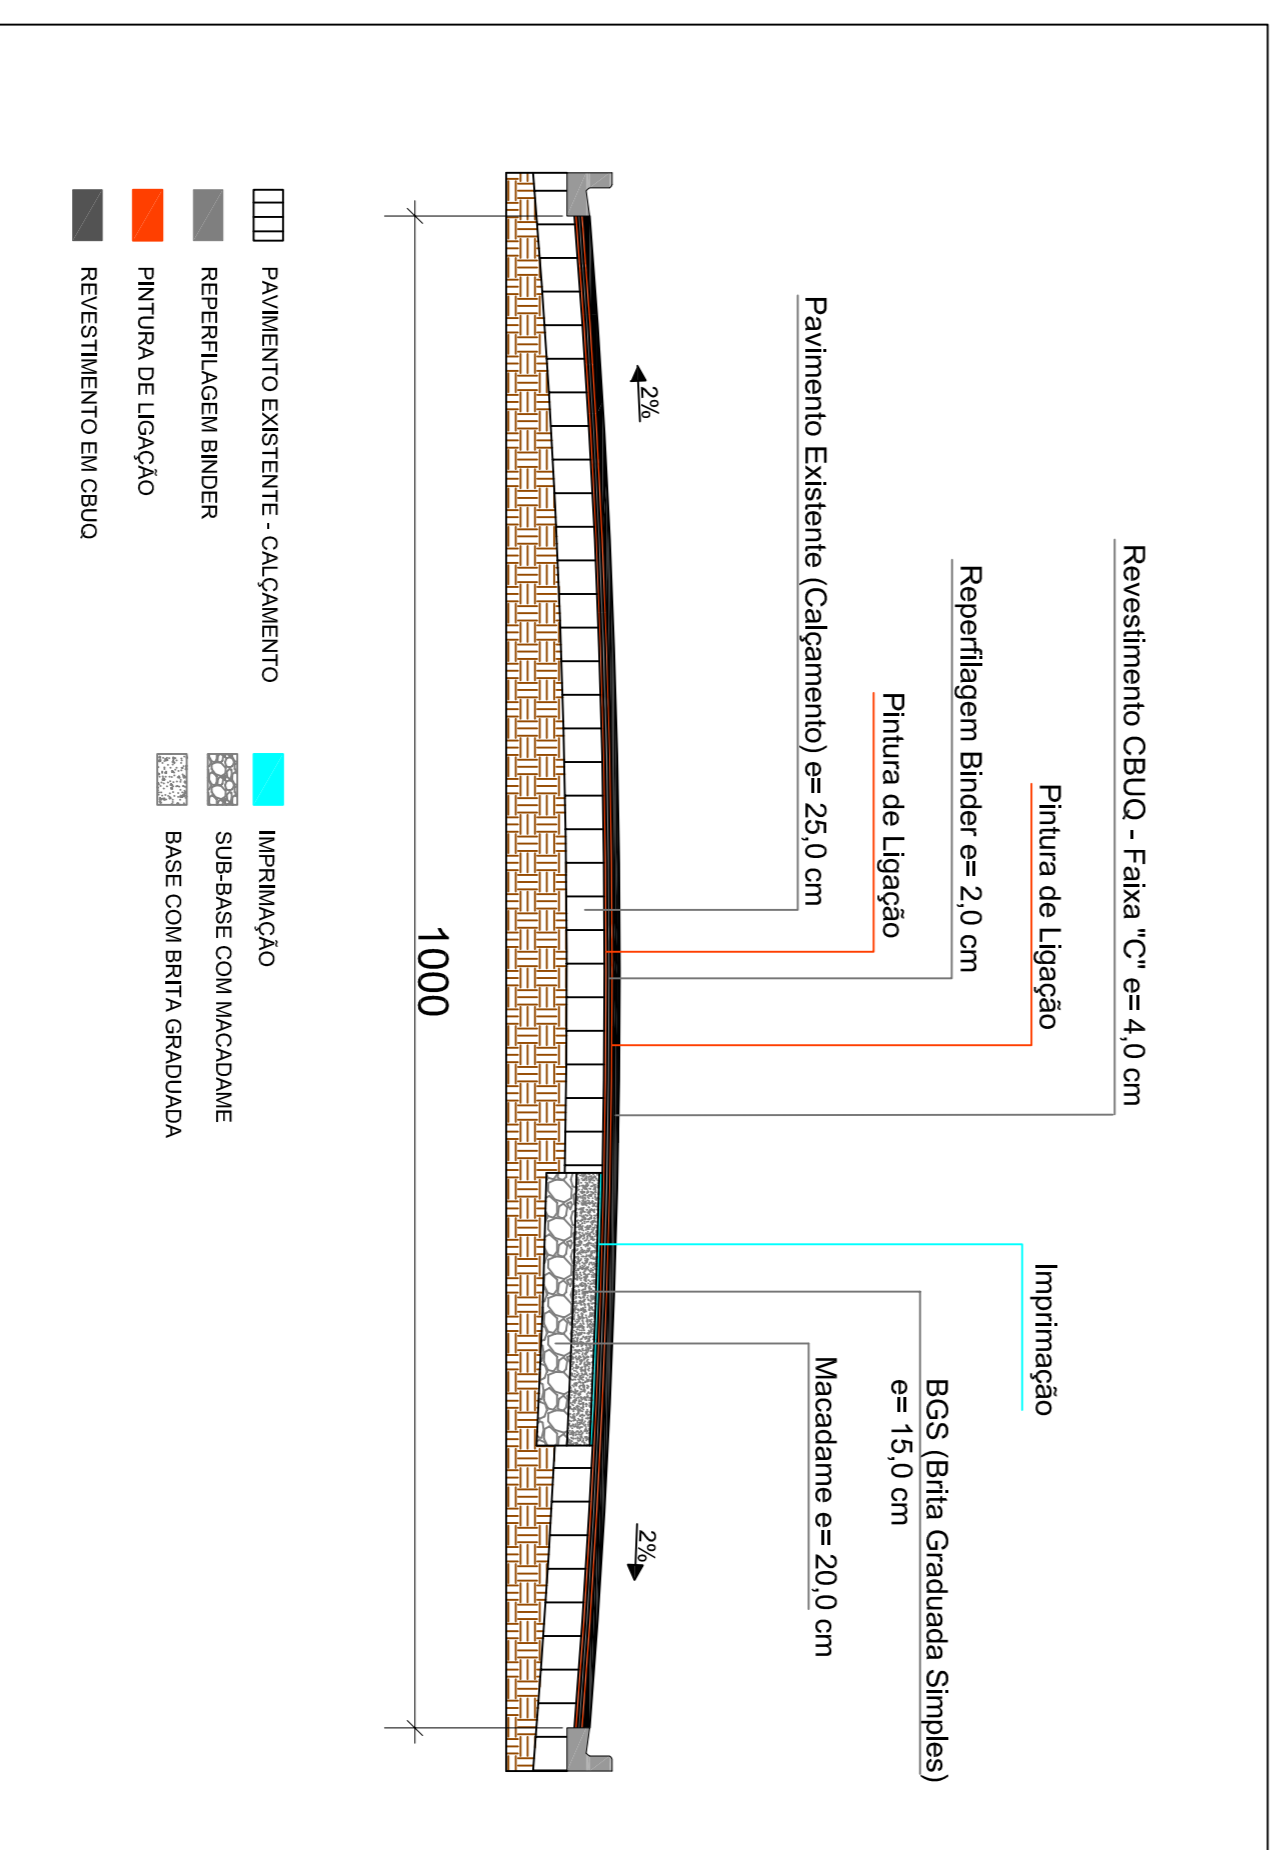 Revestimento CBUQ - Faixa "C" e= 4,0 cm
Pintura de Ligação
Imprimação
Reperfilagem Binder e= 2,0 cm
BGS (Brita Graduada Simples)
e= 15,0 cm
Pintura de Ligação
Pavimento Existente (Calçamento) e= 25,0 cm
Macadame e= 20,0 cm
2%
2%
1000
PAVIMENTO EXISTENTE - CALÇAMENTO
REPERFILAGEM BINDER
PINTURA DE LIGAÇÃO
REVESTIMENTO EM CBUQ
IMPRIMAÇÃO
SUB-BASE COM MACADAME
BASE COM BRITA GRADUADA